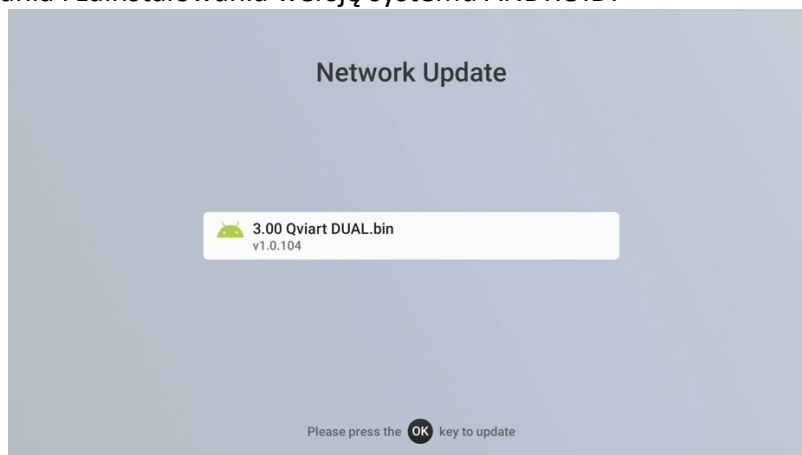 i zainstalowania wersję systemu ANDROID.
Network Update
3.00 Qviart DUAL.bin
v1.0.104
Please press the OK key to update